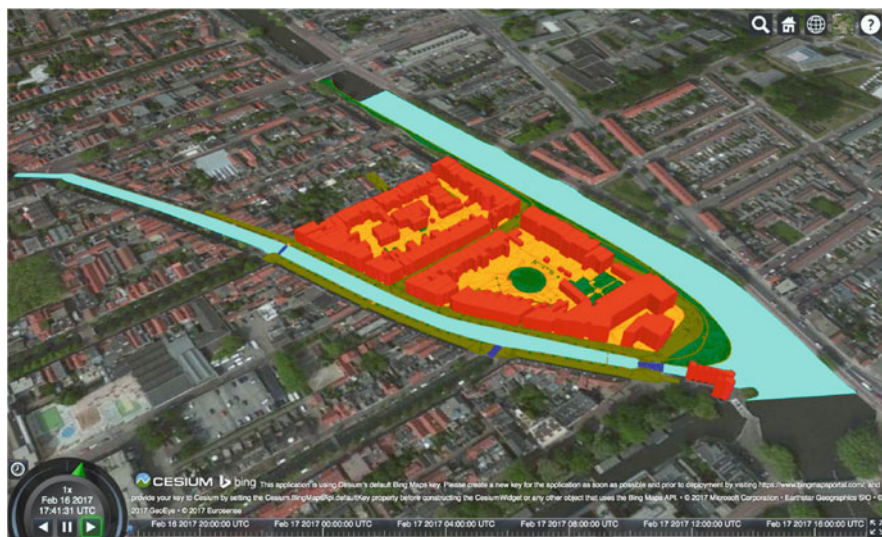 ?
CESIUM bing This application is using Cesium's default Bing Maps key. Please create a new key for the application as soon as possible and prior to deployment by visiting https://www.bingmapsportal.com/, and
provide your key to Cesium by setting the Cesium.BingMapsApi.defaultKey property before constructing the CesiumWidget or any other object that uses the Bing Maps API. • © 2017 Microsoft Corporation • Earthstar Geographics SIO • ©
2017 GeoEye • © 2017 Eurosense
1x
Feb 16 2017
17:41:31 UTC
Feb 16 2017 20:00:00 UTC Feb 17 2017 00:00:00 UTC Feb 17 2017 04:00:00 UTC Feb 17 2017 08:00:00 UTC Feb 17 2017 12:00:00 UTC Feb 17 2017 16:00:00 UTC